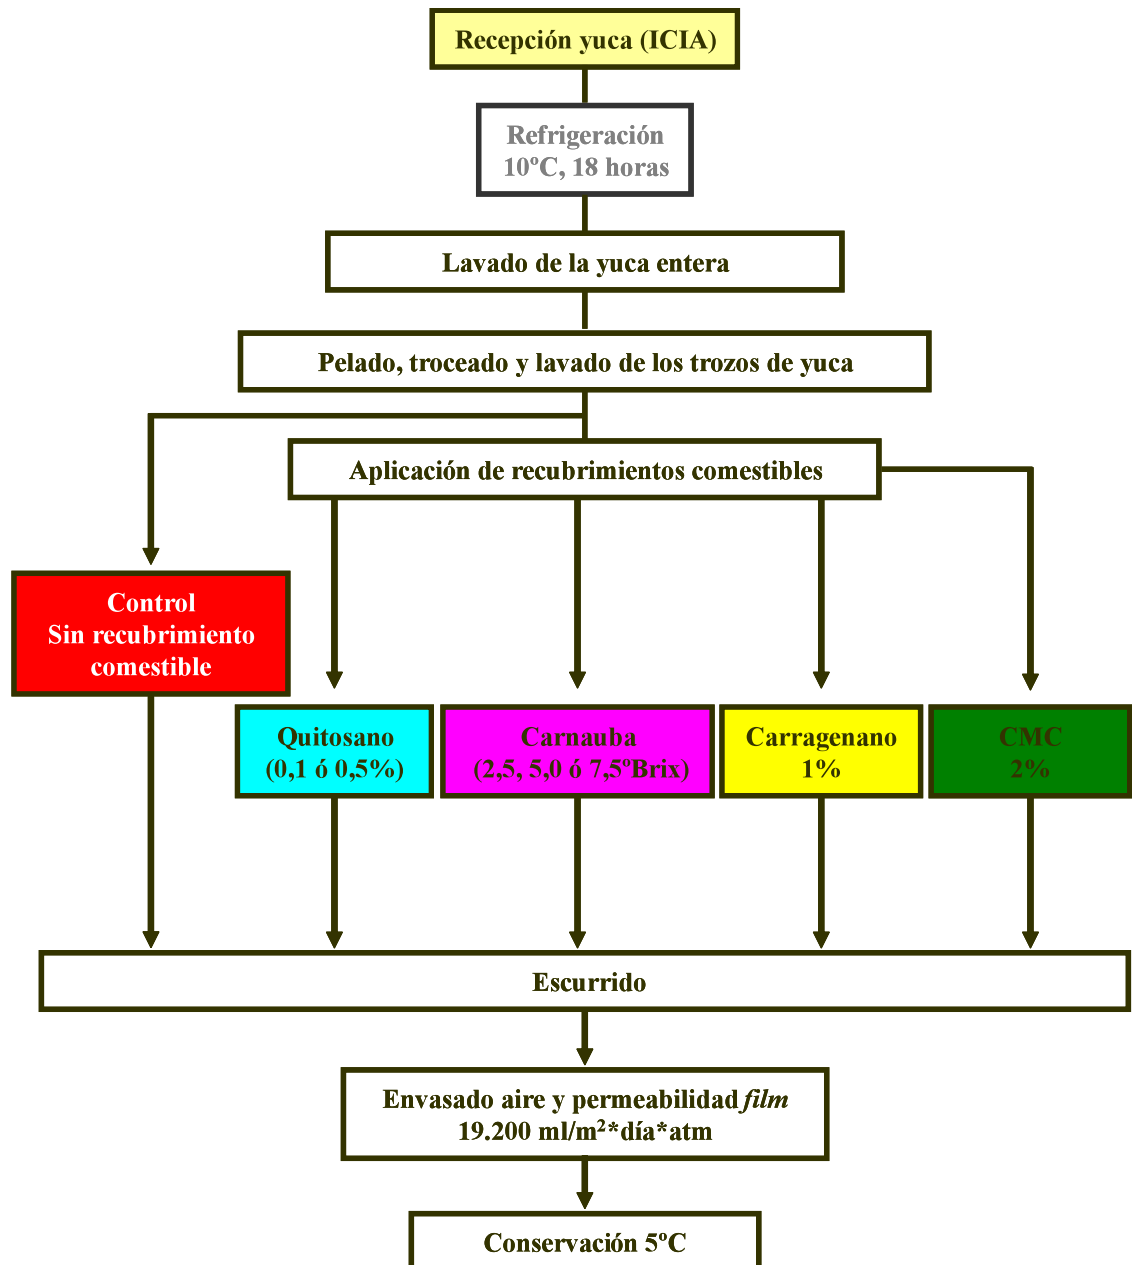 Recepción yuca (ICIA)
Refrigeración
10ºC, 18 horas
Lavado de la yuca entera
Pelado, troceado y lavado de los trozos de yuca
Aplicación de recubrimientos comestibles
Control
Sin recubrimiento
comestible
Quitosano
(0,1 ó 0,5%)
Carnauba
(2,5, 5,0 ó 7,5ºBrix)
Carragenano
1%
CMC
2%
Escurrido
Envasado aire y permeabilidad film
19.200 ml/m²*día*atm
Conservación 5ºC